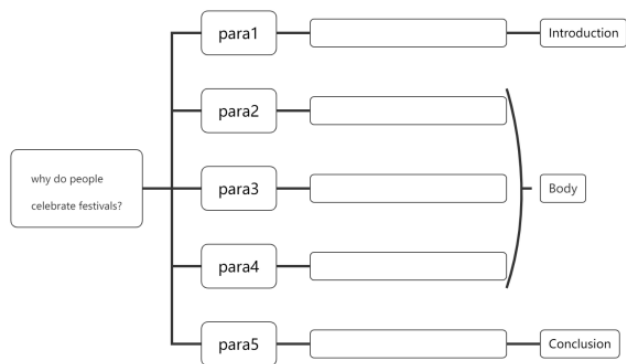 para1
Introduction
para2
why do people
celebrate festivals?
para3
Body
para4
para5
Conclusion